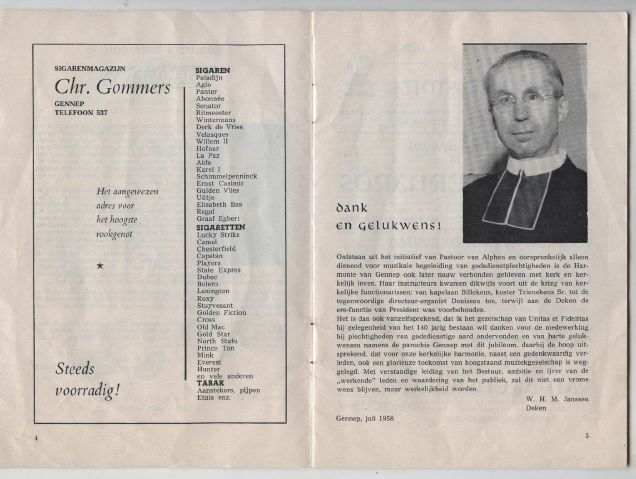 SIGARENMAGAZIJN
Chr. Gommers
GENNEP
TELEFOON 537
Het aangewezen
adres voor
het hoogste
rookgenot
Steeds
voorradig!
SIGAREN
Paladijn
Agio
Panter
Abonnée
Senator
Ritmeester
Wintermans
Derk de Vries
Velasques
Willem II
Hofnar
La Paz
Aida
Karel I
Schimmelpenninck
Ernst Casimir
Gulden Vlies
Uiltje
Elisabeth Bas
Regal
Graaf Egbert
SIGARETTEN
Lucky Strike
Camel
Chesterfield
Capstan
Players
State Expres
Dubec
Bolero
Lexington
Roxy
Stuyvesant
Golden Fiction
Cross
Old Mac
Gold Star
North State
Prince Ton
Mink
Everest
Hunter
en vele anderen
TABAK
Aanstekers, pijpen
Etuis enz.
4
dank
en gelukwens!
Ontstaan uit het initiatief van Pastoor van Alphen en oorspronkelijk alleen
dienend voor muzikale begeleiding van godsdienstplechtigheden is de Har-
monie van Gennep ook later nauw verbonden gebleven met kerk en ker-
kelijk leven. Haar instructeurs kwamen dikwijls voort uit de kring van ker-
kelijke functionarissen: van kapelaan Billekens, koster Trienekens Sr. tot de
tegenwoordige directeur-organist Denissen toe, terwijl aan de Deken de
ere-functie van President was voorbehouden.
Het is dan ook vanzelfsprekend, dat ik het gezelschap van Unitas et Fidelitas
bij gelegenheid van het 140 jarig bestaan wil danken voor de medewerking
bij plechtigheden van godsdienstige aard ondervonden en van harte geluk-
wensen namens de parochie Gennep met dit jubileum, daarbij de hoop uit-
sprekend, dat voor onze kerkelijke harmonie, naast een gedenkwaardig ver-
leden, ook een glorieuze toekomst van hoogstaand muziekgezelschap is weg-
gelegd. Met verstandige leiding van het Bestuur, ambitie en ijver van de
„werkende" leden en waardering van het publiek, zal dit niet een vrome
wens blijven, maar werkelijkheid worden.
W. H. M. Janssen
Deken
Gennep, juli 1958
5